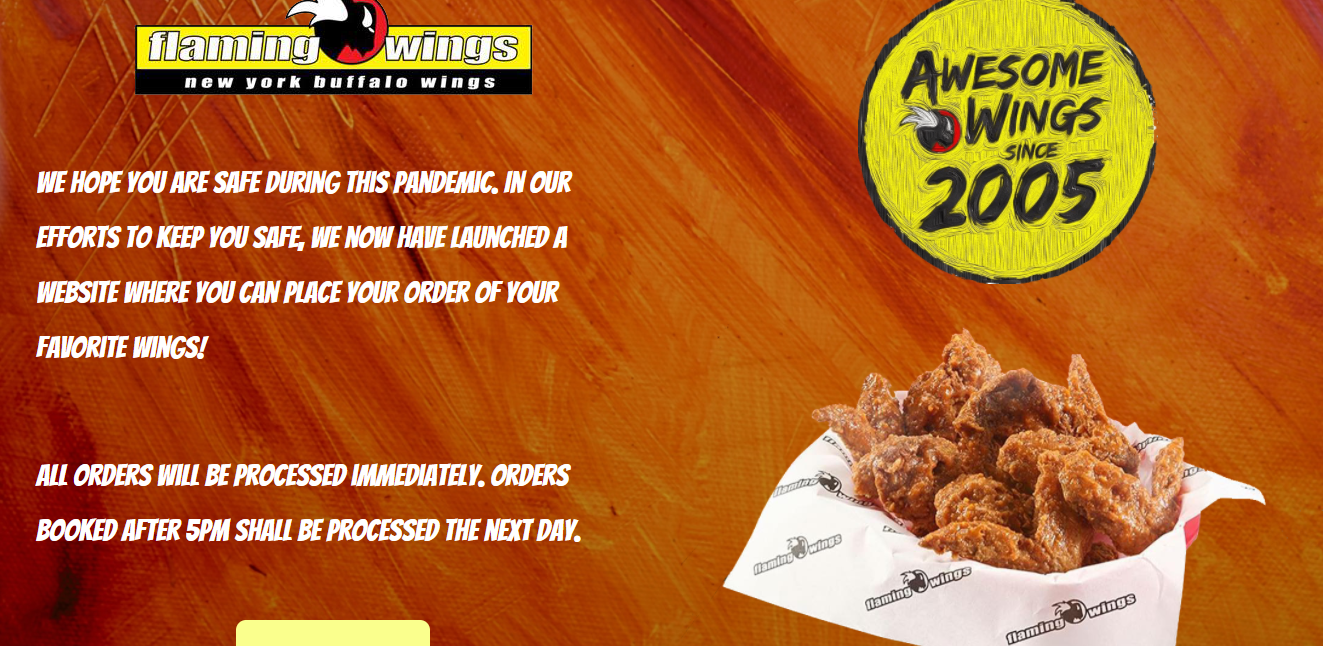 flaming wings
new york buffalo wings
WE HOPE YOU ARE SAFE DURING THIS PANDEMIC. IN OUR
EFFORTS TO KEEP YOU SAFE, WE NOW HAVE LAUNCHED A
WEBSITE WHERE YOU CAN PLACE YOUR ORDER OF YOUR
FAVORITE WINGS!
ALL ORDERS WILL BE PROCESSED IMMEDIATELY. ORDERS
BOOKED AFTER 5PM SHALL BE PROCESSED THE NEXT DAY.
AWESOME
WINGS
SINCE
2005
flaming
flaming wings
flaming wings
flaming wings